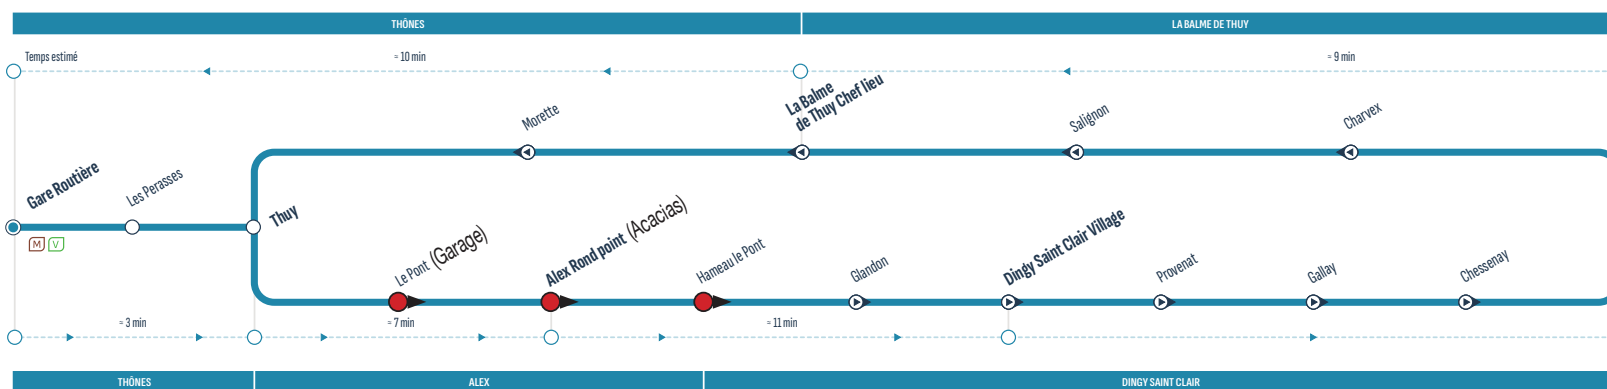 THÔNES
LA BALME DE THUY
Temps estimé
≈ 10 min
≈ 9 min
La Balme
de Thuy Chef lieu
Morette
Salignon
Charvex
Gare Routière
Les Perasses
Thuy
M V
Le Pont (Garage)
Alex Rond point (Acacias)
Hameau le Pont
Glandon
Dingy Saint Clair Village
Provenat
Gallay
Chessenay
≈ 3 min
≈ 7 min
≈ 11 min
THÔNES
ALEX
DINGY SAINT CLAIR